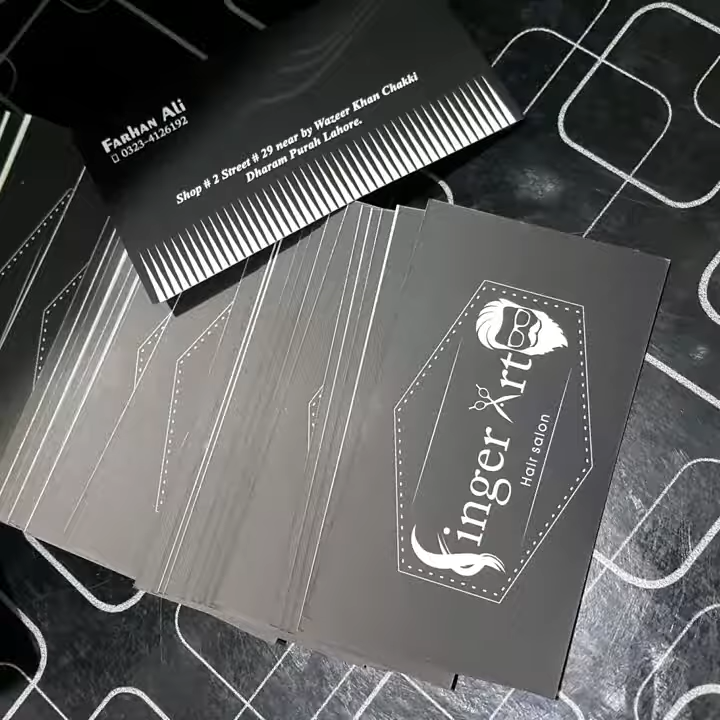 Farhan Ali
0323-4126192
Shop # 2 Street # 29 near by Wazeer Khan Chakki
Dharam Purah Lahore.
Finger Art
Hair salon